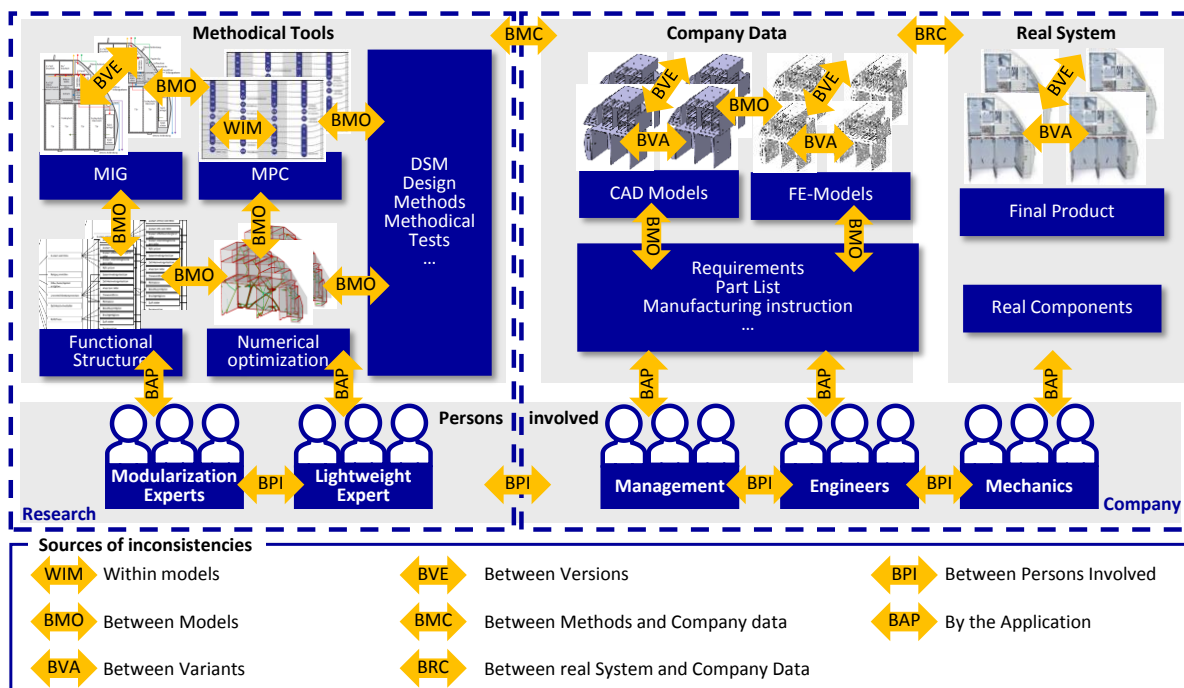 Methodical Tools
BMC
Company Data
BRC
Real System
BVE
BMO
WIM
BMO
MIG
MPC
DSM
Design
Methods
Methodical
Tests
...
BVE
BMO
BVE
BVA
BVA
CAD Models
FE-Models
BVE
BVA
Final Product
BMO
BMO
BMO
BMO
Functional
Structure
Numerical
optimization
BMO
BMO
Requirements
Part List
Manufacturing instruction
...
Real Components
BAP
BAP
BAP
BAP
BAP
Persons involved
Modularization
Experts
BPI
Lightweight
Expert
BPI
Management
BPI
Engineers
BPI
Mechanics
Research
Company
Sources of inconsistencies
WIM Within models
BMO Between Models
BVA Between Variants
BVE Between Versions
BMC Between Methods and Company data
BRC Between real System and Company Data
BPI Between Persons Involved
BAP By the Application